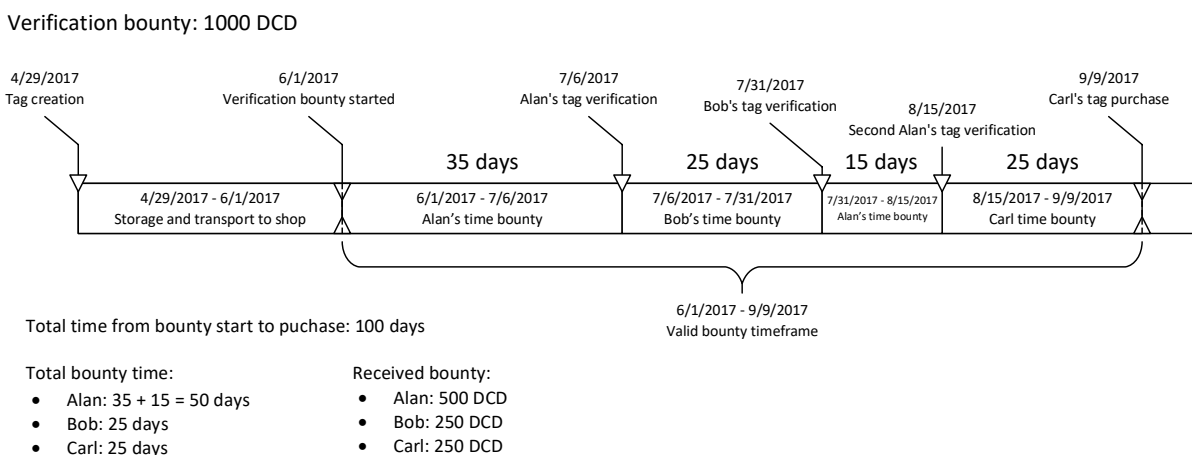 Verification bounty: 1000 DCD
4/29/2017
Tag creation
6/1/2017
Verification bounty started
7/6/2017
Alan's tag verification
7/31/2017
Bob's tag verification
8/15/2017
Second Alan's tag verification
9/9/2017
Carl's tag purchase
35 days
25 days
15 days
25 days
4/29/2017 - 6/1/2017
Storage and transport to shop
6/1/2017 - 7/6/2017
Alan's time bounty
7/6/2017 - 7/31/2017
Bob's time bounty
7/31/2017 - 8/15/2017
Alan's time bounty
8/15/2017 - 9/9/2017
Carl time bounty
6/1/2017 - 9/9/2017
Valid bounty timeframe
Total time from bounty start to puchase: 100 days
Total bounty time:
• Alan: 35 + 15 = 50 days
• Bob: 25 days
• Carl: 25 days
Received bounty:
• Alan: 500 DCD
• Bob: 250 DCD
• Carl: 250 DCD